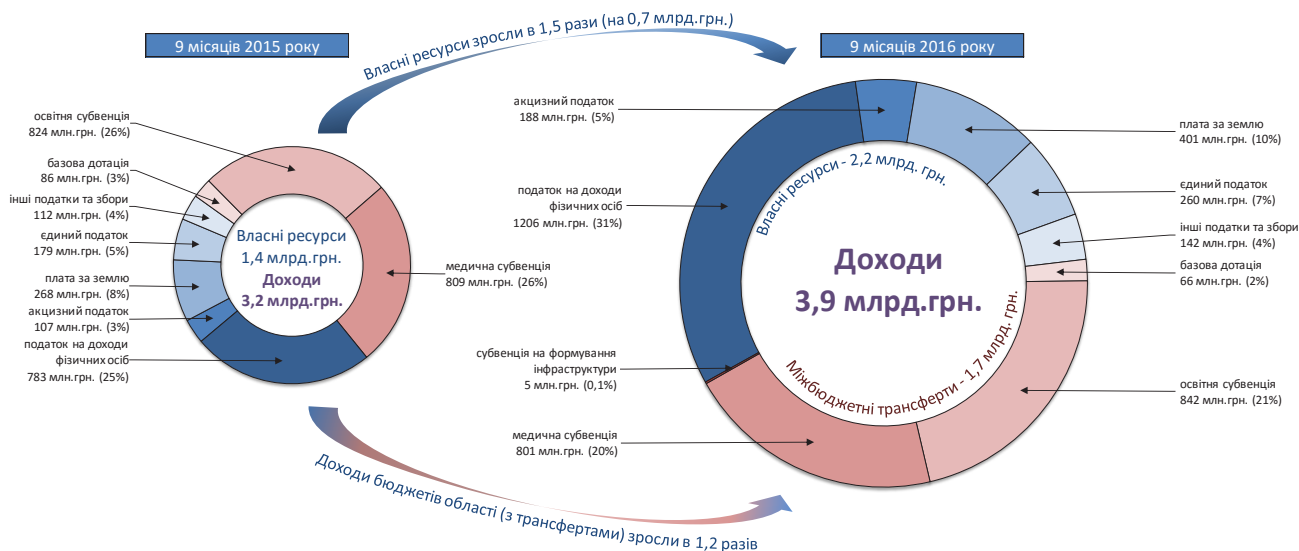 Власні ресурси зросли в 1,5 рази (на 0,7 млрд.грн.)
9 місяців 2015 року
освітня субвенція
824 млн.грн. (26%)
базова дотація
86 млн.грн. (3%)
інші податки та збори
112 млн.грн. (4%)
єдиний податок
179 млн.грн. (5%)
плата за землю
268 млн.грн. (8%)
акцизний податок
107 млн.грн. (3%)
податок на доходи
фізичних осіб
783 млн.грн. (25%)
Власні ресурси
1,4 млрд.грн.
Доходи
3,2 млрд.грн.
медична субвенція
809 млн.грн. (26%)
9 місяців 2016 року
акцизний податок
188 млн.грн. (5%)
податок на доходи
фізичних осіб
1206 млн.грн. (31%)
субвенція на формування
інфраструктури
5 млн.грн. (0,1%)
медична субвенція
801 млн.грн. (20%)
Власні ресурси - 2,2 млрд. грн.
Доходи
3,9 млрд.грн.
Міжбюджетні трансферти - 1,7 млрд. грн.
плата за землю
401 млн.грн. (10%)
єдиний податок
260 млн.грн. (7%)
інші податки та збори
142 млн.грн. (4%)
базова дотація
66 млн.грн. (2%)
освітня субвенція
842 млн.грн. (21%)
Доходи бюджетів області (з трансфертами) зросли в 1,2 разів